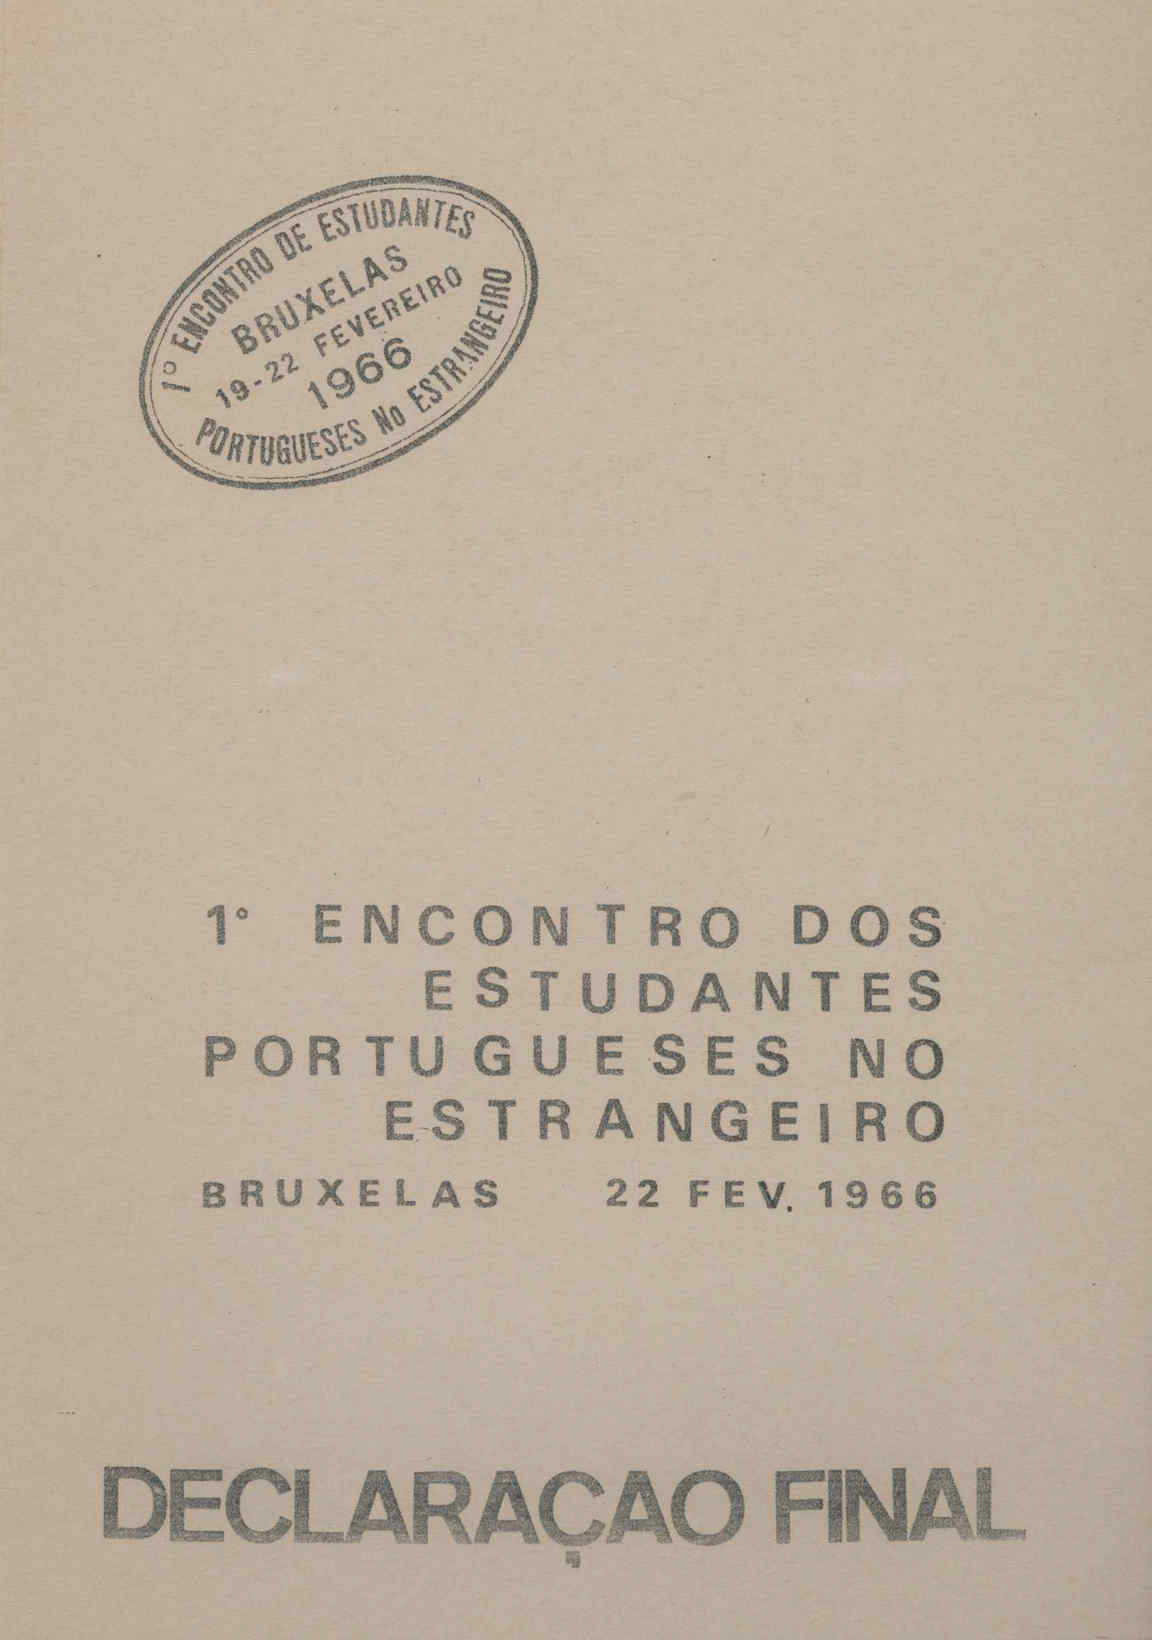 1º ENCONTRO DE ESTUDANTES
BRUXELAS
19-22 FEVEREIRO
1966
PORTUGUESES No ESTRANGEIRO
1° ENCONTRO DOS
ESTUDANTES
PORTUGUESES NO
ESTRANGEIRO
BRUXELAS 22 FEV. 1966
DECLARAÇAO FINAL